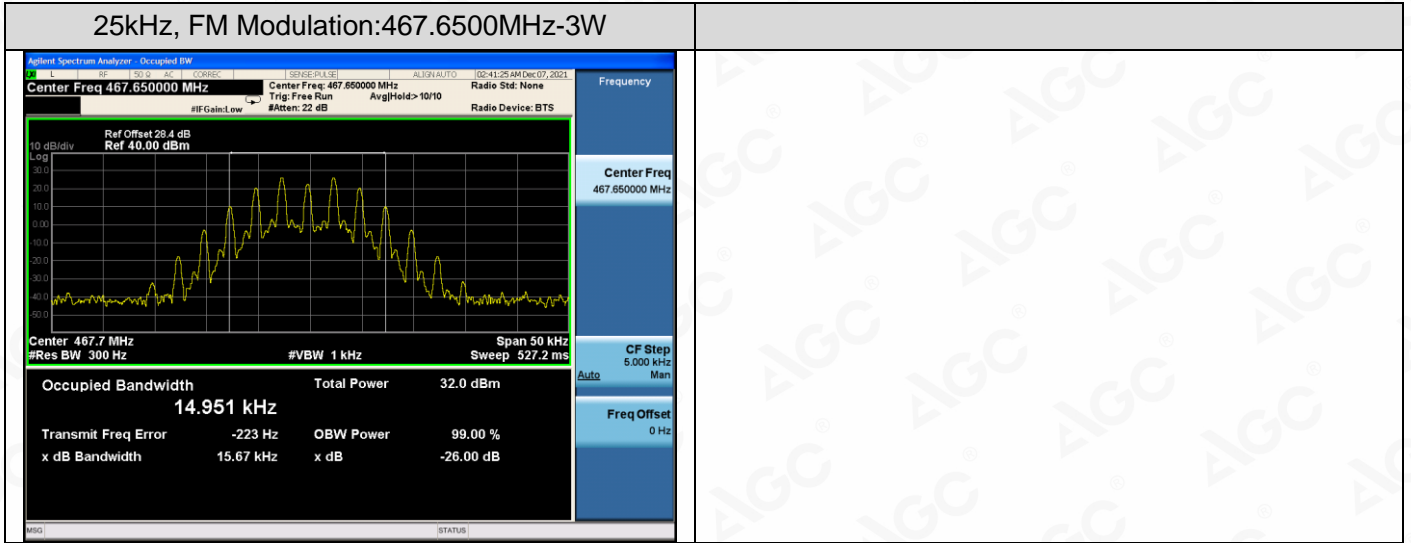 25kHz, FM Modulation:467.6500MHz-3W
Agilent Spectrum Analyzer - Occupied BW
L RF 50 Ω AC CORREC SENSE:PULSE ALIGNAUTO 02:41:25 AM Dec 07, 2021
Center Freq 467.650000 MHz
Center Freq: 467.650000 MHz
Radio Std: None
Trig: Free Run Avg|Hold:> 10/10
#IFGain:Low #Atten: 22 dB Radio Device: BTS
Frequency
Ref Offset 28.4 dB
10 dB/div Ref 40.00 dBm
Log
30.0
20.0
10.0
0.00
-10.0
-20.0
-30.0
-40.0
-50.0
Center Freq
467.650000 MHz
Center 467.7 MHz Span 50 kHz
#Res BW 300 Hz #VBW 1 kHz Sweep 527.2 ms
CF Step
5.000 kHz
Auto Man
Occupied Bandwidth Total Power 32.0 dBm
14.951 kHz
Transmit Freq Error -223 Hz OBW Power 99.00 %
x dB Bandwidth 15.67 kHz x dB -26.00 dB
Freq Offset
0 Hz
MSG STATUS
AGC